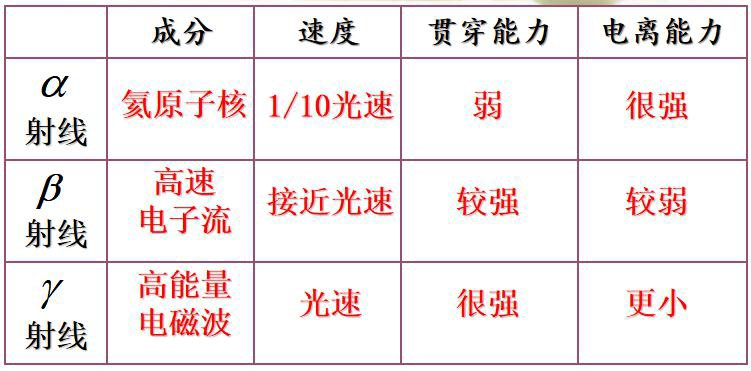 成分 速度 贯穿能力 电离能力
α
射线
氦原子核 1/10光速 弱 很强
β
射线
高速
电子流
接近光速 较强 较弱
γ
射线
高能量
电磁波
光速 很强 更小